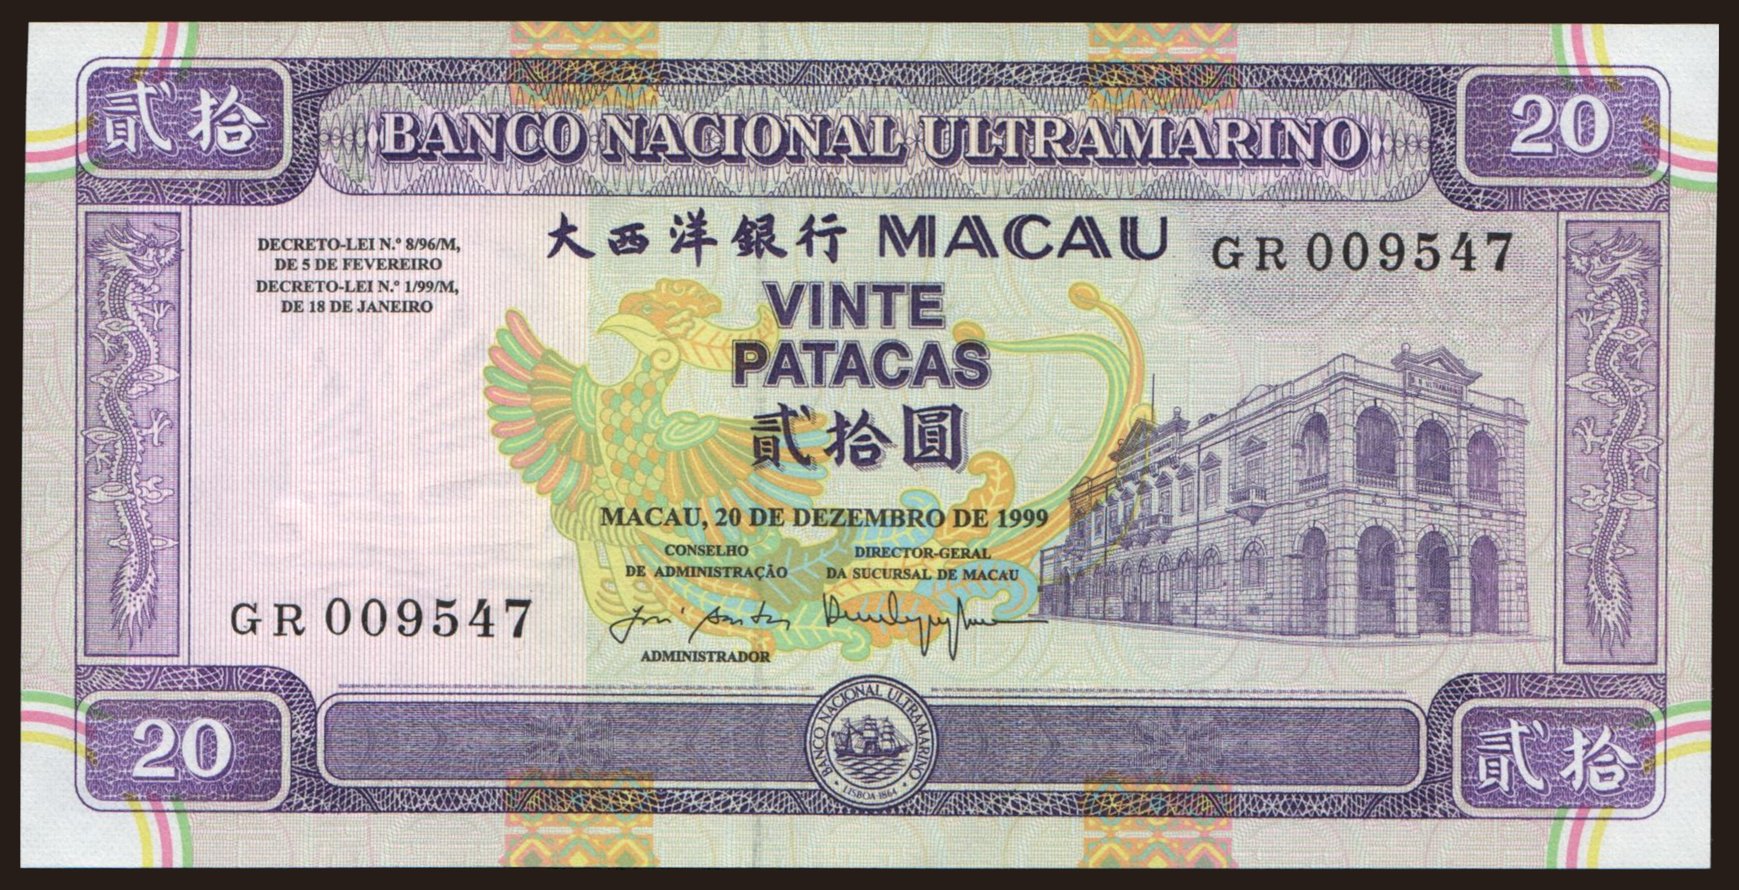 貳拾
BANCO NACIONAL ULTRAMARINO
20
DECRETO-LEI N.º 8/96/M,
DE 5 DE FEVEREIRO
DECRETO-LEI N.º 1/99/M,
DE 18 DE JANEIRO
大西洋銀行 MACAU
GR 009547
VINTE
PATACAS
貳拾圓
MACAU, 20 DE DEZEMBRO DE 1999
CONSELHO
DE ADMINISTRAÇÃO
DIRECTOR-GERAL
DA SUCURSAL DE MACAU
GR 009547
ADMINISTRADOR
20
BANCO NACIONAL ULTRAMARINO
LISBOA 1864
貳拾